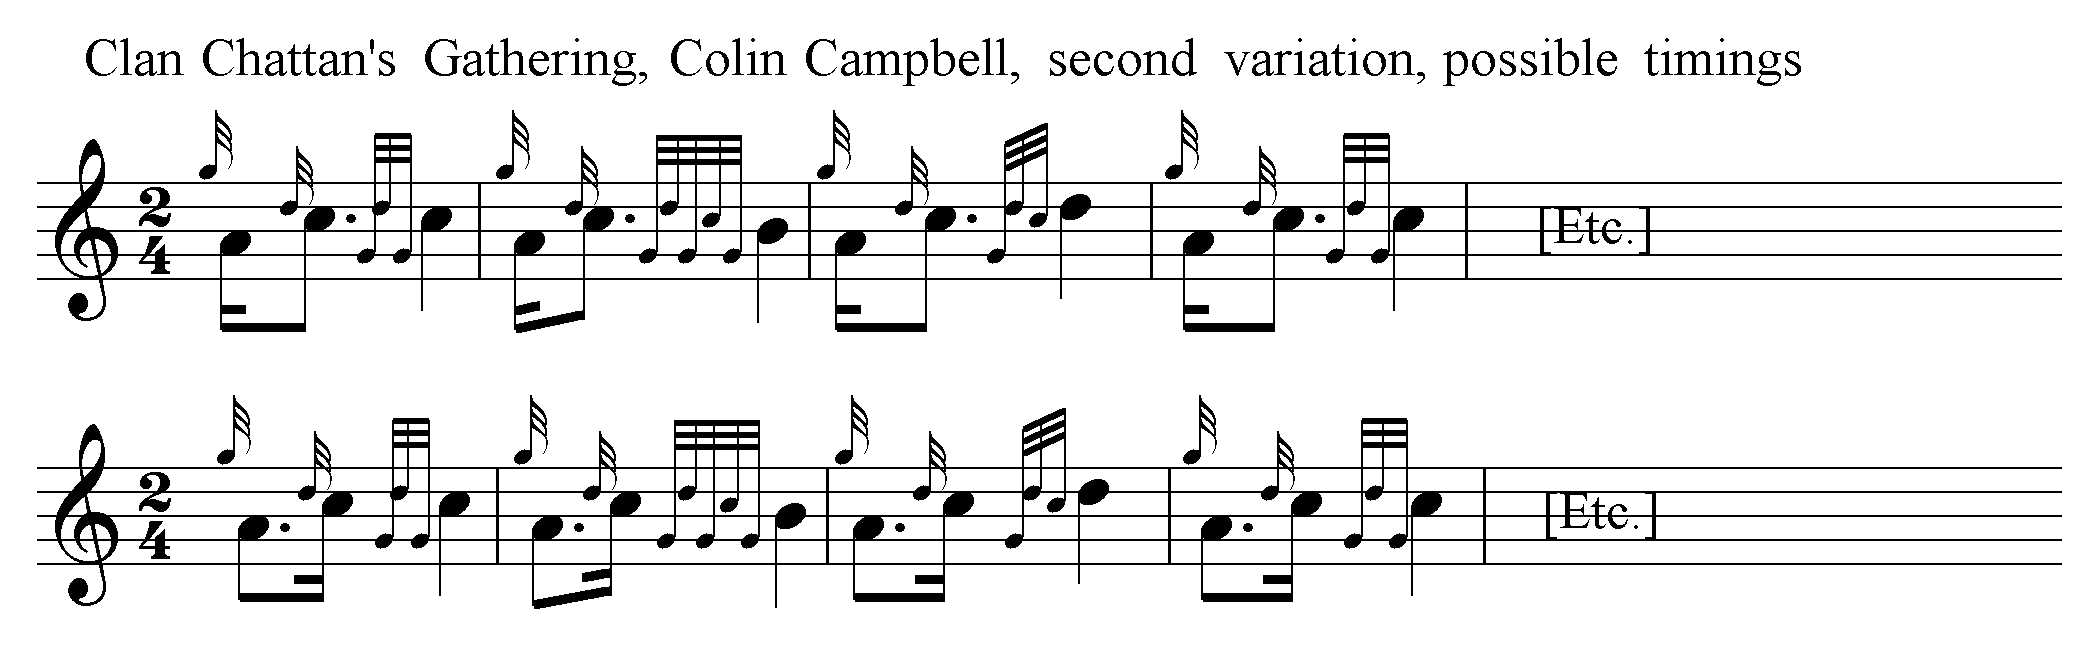 Clan Chattan's Gathering, Colin Campbell, second variation, possible timings
2
4
[Etc.]
2
4
[Etc.]